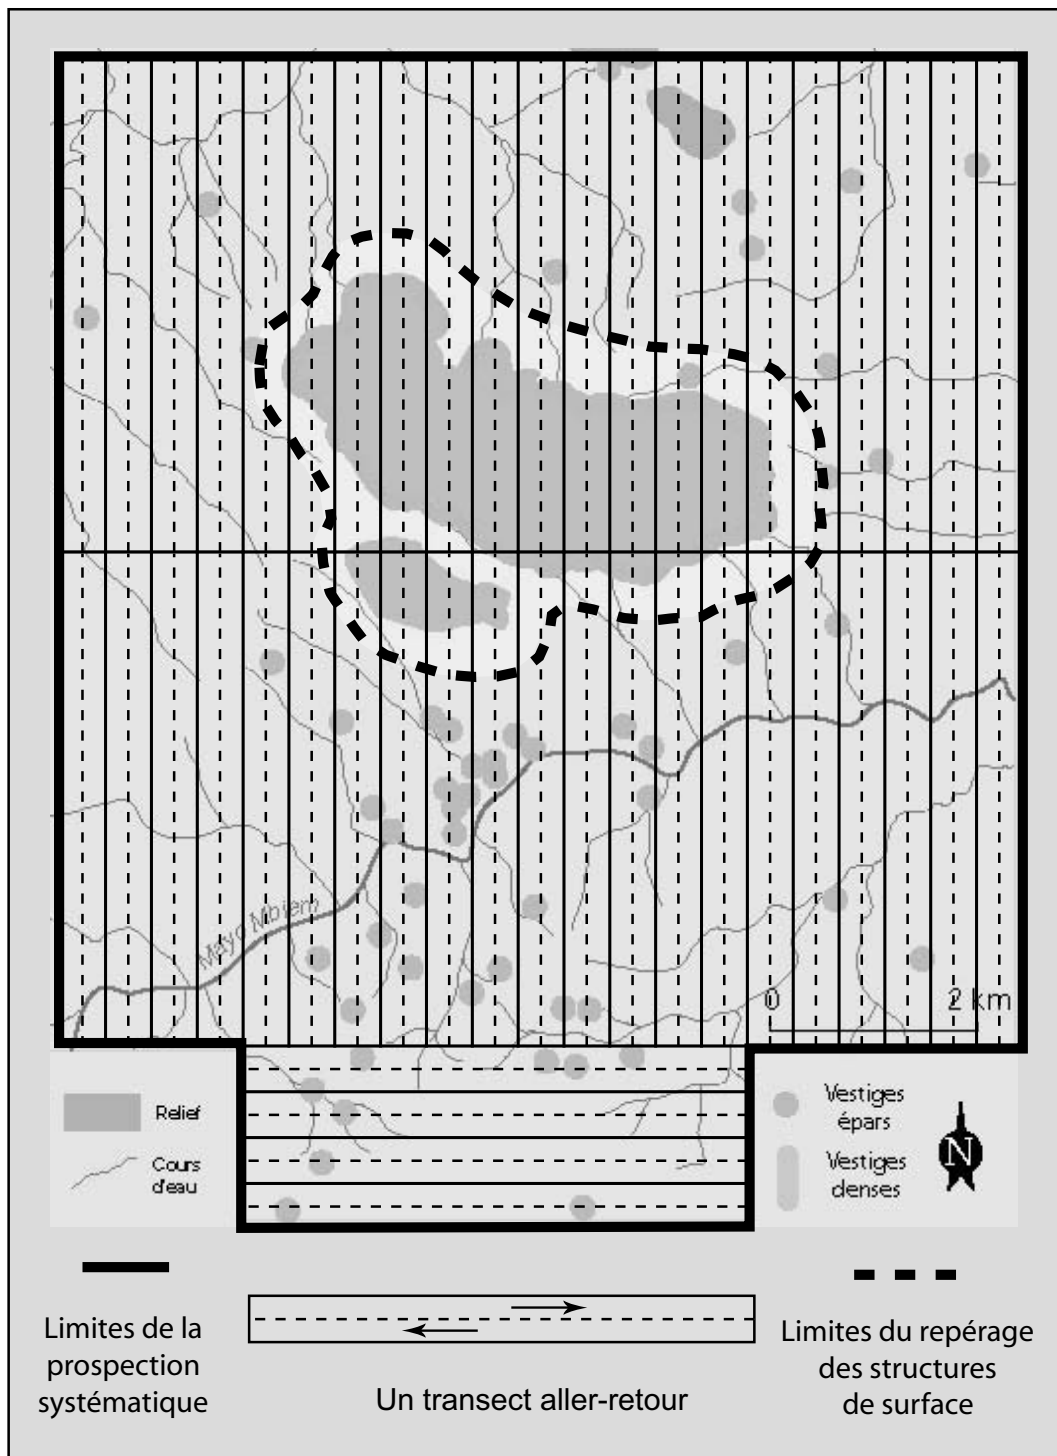 Mayo Mbiem
0 2 km
Relief
Cours
d'eau
Vestiges
épars
Vestiges
denses
N
Limites de la
prospection
systématique
Un transect aller-retour
Limites du repérage
des structures
de surface